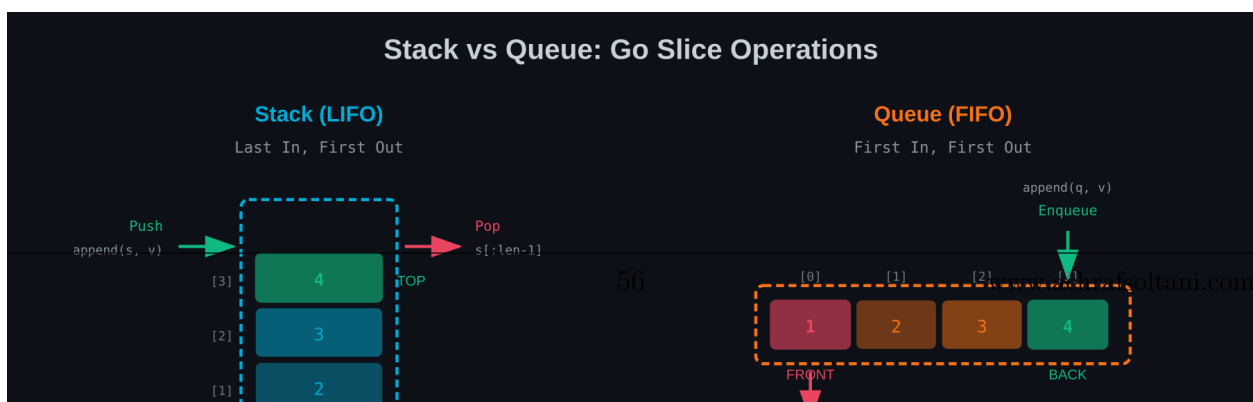 Stack vs Queue: Go Slice Operations
Stack (LIFO)
Last In, First Out
Push
append(s, v)
Pop
s[:len-1]
[3]
4
TOP
[2]
3
[1]
2
56
Queue (FIFO)
First In, First Out
append(q, v)
Enqueue
[0] [1] [2]
1 2 3 4
FRONT
BACK